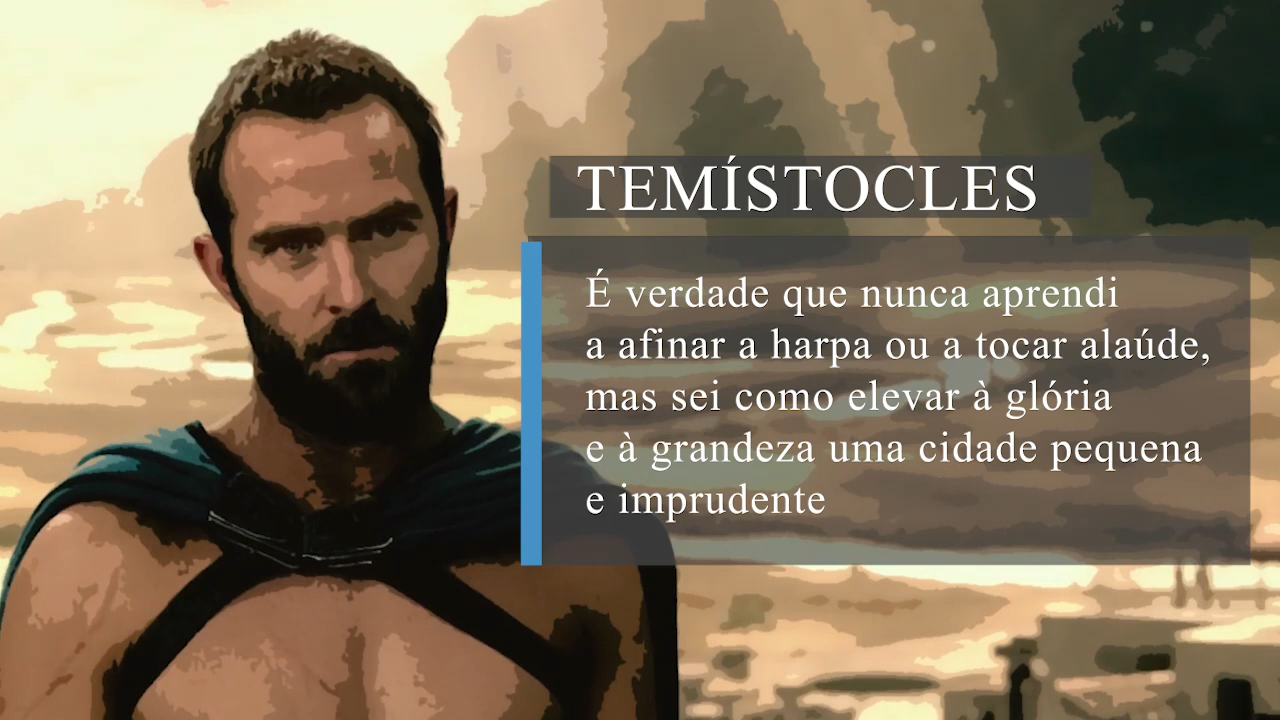 TEMÍSTOCLES
É verdade que nunca aprendi
a afinar a harpa ou a tocar alaúde,
mas sei como elevar à glória
e à grandeza uma cidade pequena
e imprudente